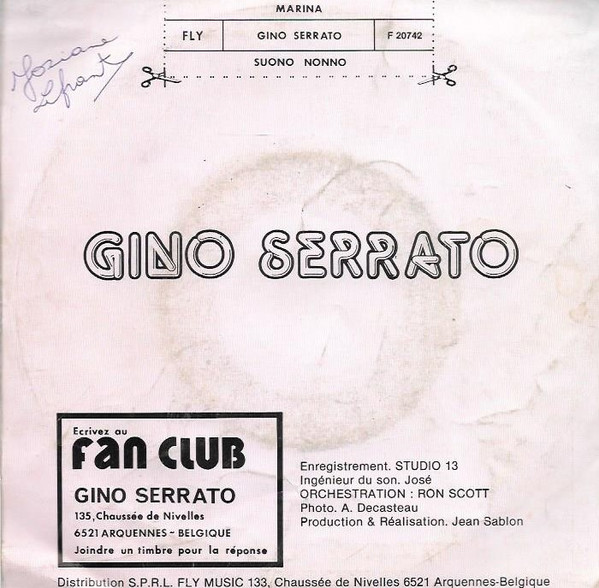 MARINA
FLY GINO SERRATO F 20742
SUONO NONNO
Josiane
Lefrant
GINO SERRATO
Ecrivez au
FAN CLUB
GINO SERRATO
135,Chaussée de Nivelles
6521 ARQUENNES - BELGIQUE
Joindre un timbre pour la réponse
Enregistrement. STUDIO 13
Ingénieur du son. José
ORCHESTRATION : RON SCOTT
Photo. A. Decasteau
Production & Réalisation. Jean Sablon
Distribution S.P.R.L. FLY MUSIC 133, Chaussée de Nivelles 6521 Arquennes-Belgique